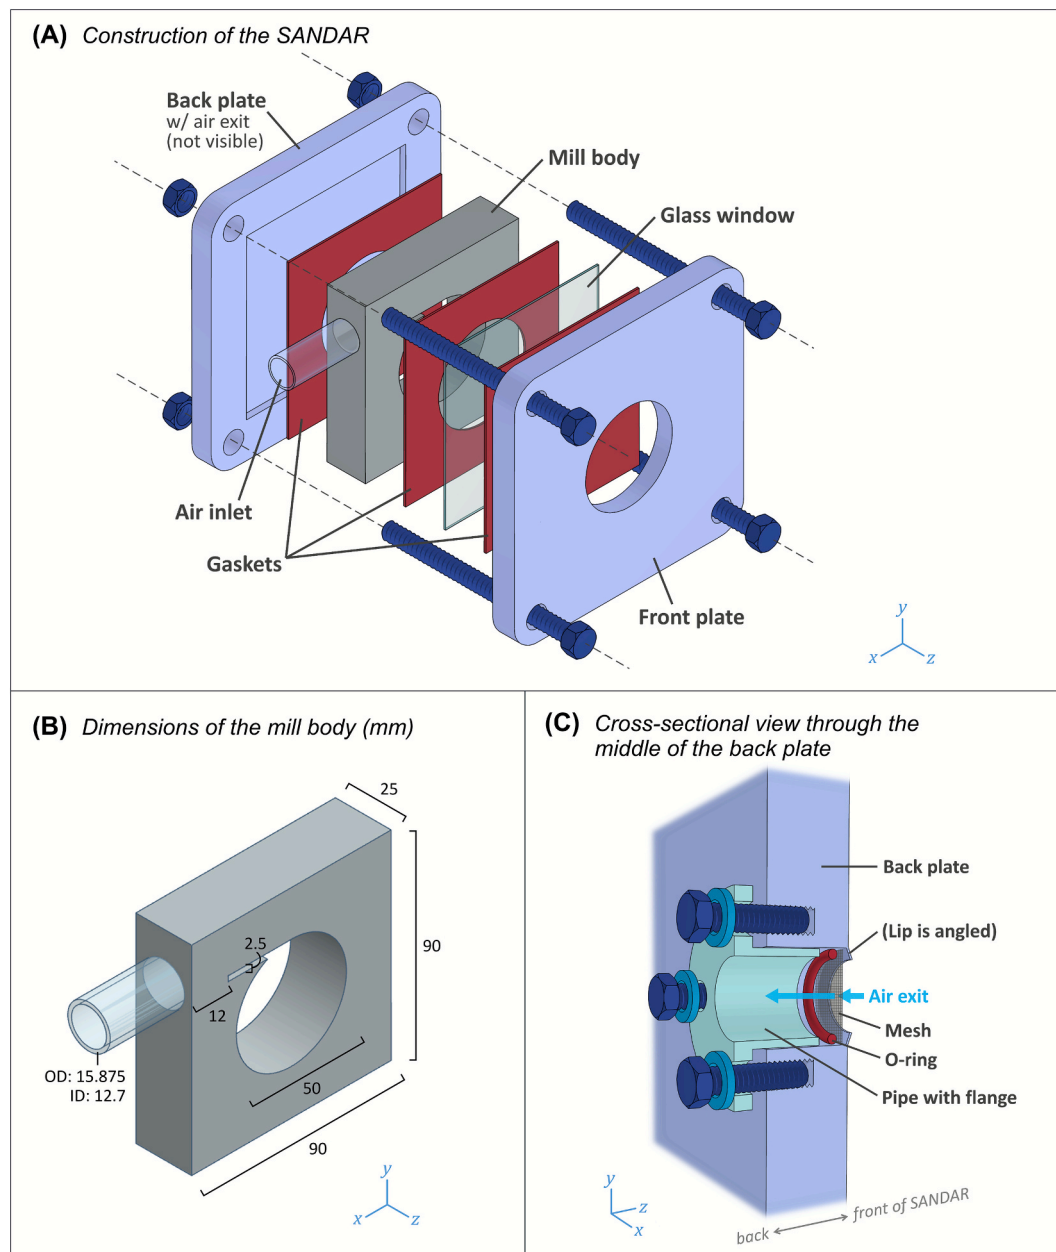 (A) Construction of the SANDAR
Back plate
w/ air exit
(not visible)
Mill body
Glass window
Air inlet
Gaskets
Front plate
y
x
z
(B) Dimensions of the mill body (mm)
25
90
2.5
12
OD: 15.875
ID: 12.7
50
90
y
x
z
(C) Cross-sectional view through the
middle of the back plate
Back plate
(Lip is angled)
Air exit
Mesh
O-ring
Pipe with flange
y
z
x
back
front of SANDAR